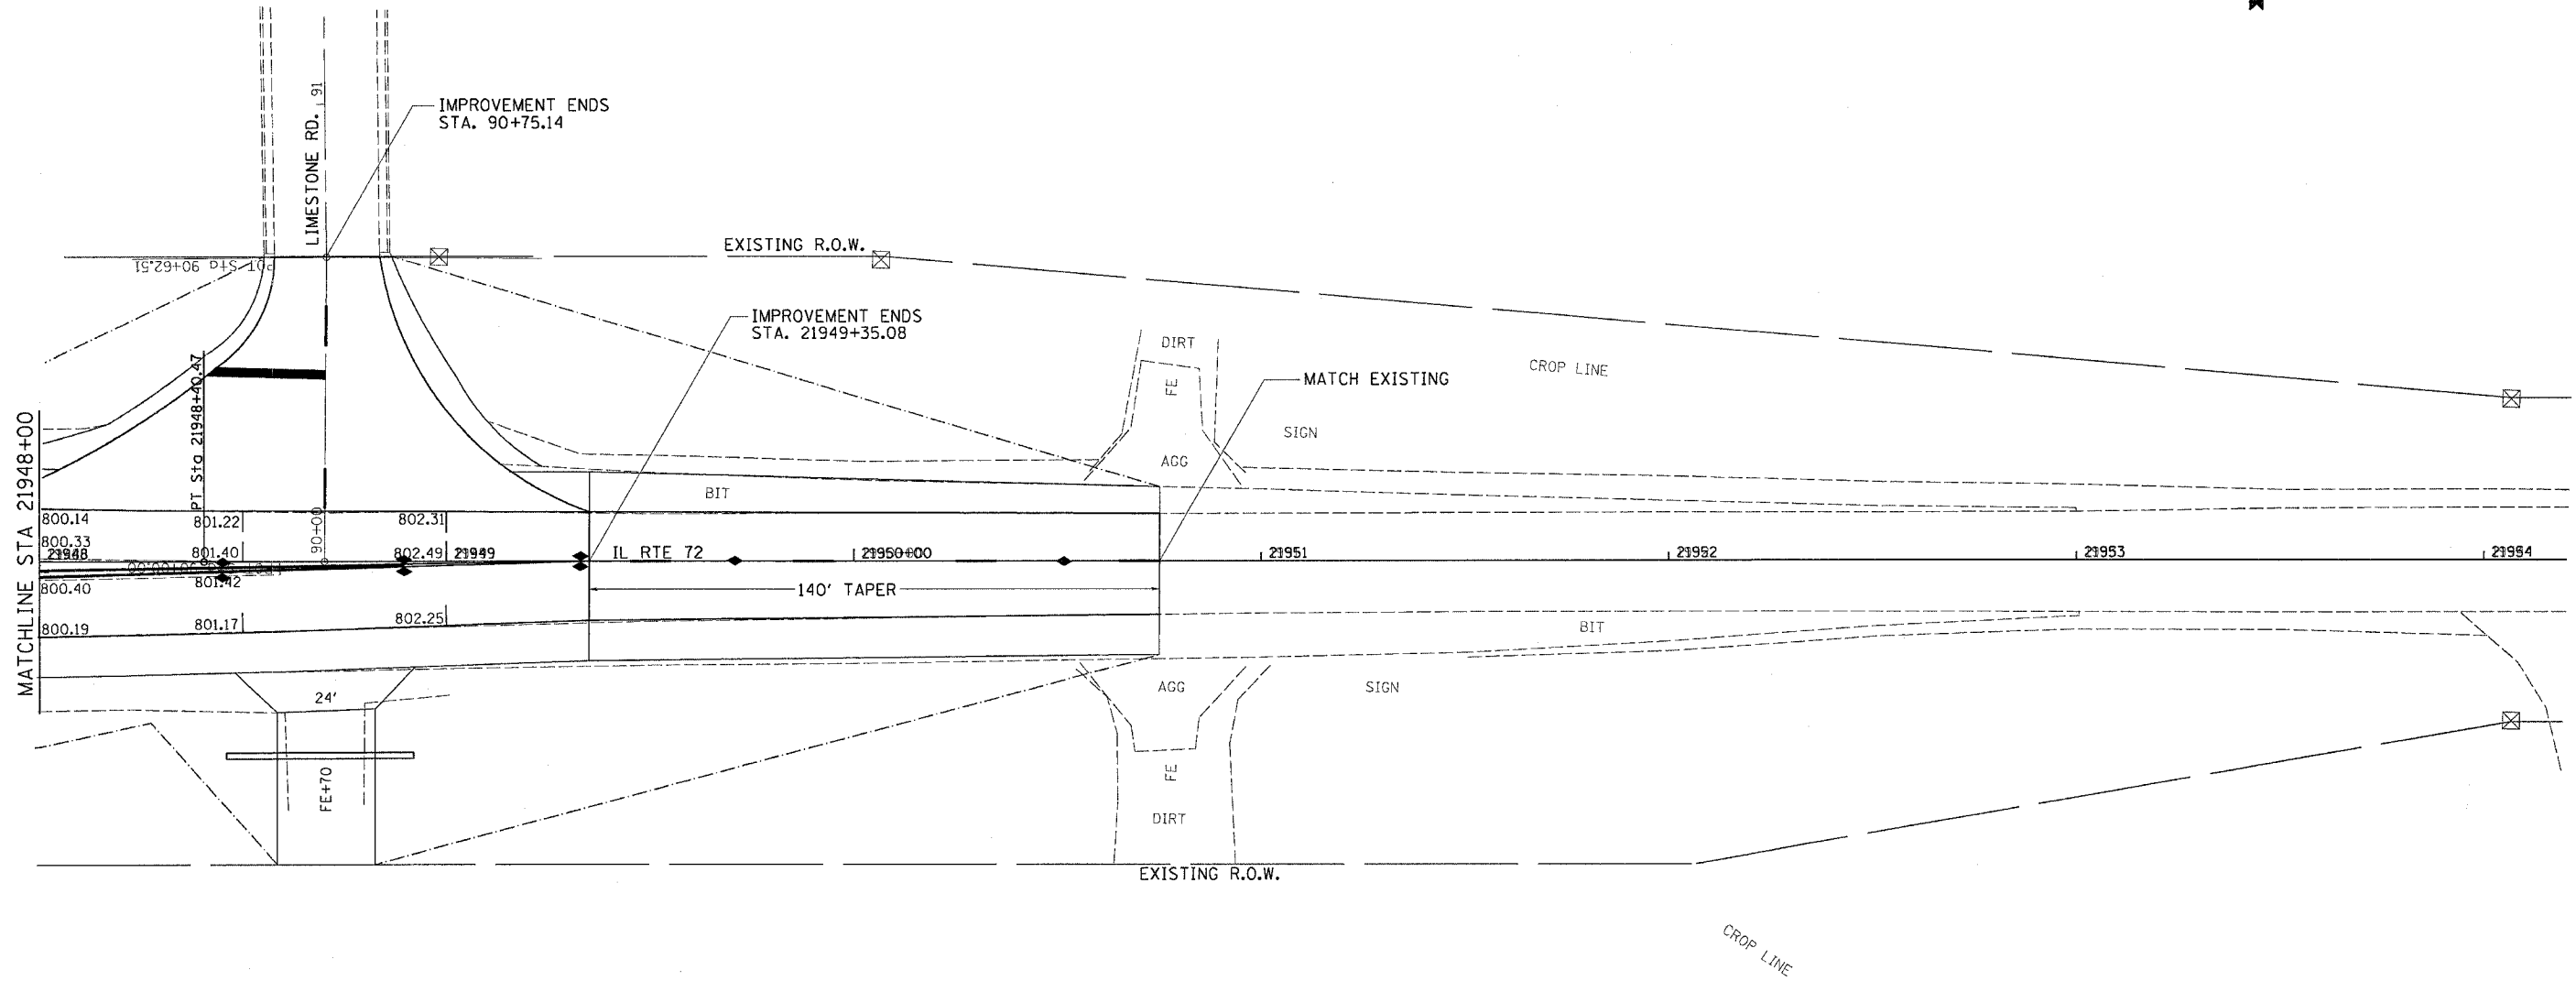 IMPROVEMENT ENDS
STA. 90+75.14
LIMESTONE RD.
91
EXISTING R.O.W.
POT Sta 90+62.51
IMPROVEMENT ENDS
STA. 21949+35.08
DIRT
FE
AGG
CROP LINE
MATCH EXISTING
SIGN
MATCHLINE STA 21948+00
PT Sta 21948+40.47
BIT
800.14
801.22
90+00
802.31
800.33
21948
801.40
802.49
21949
IL RTE 72
21950+00
21951
21952
21953
21954
801.42
800.40
140' TAPER
800.19
801.17
802.25
BIT
24'
AGG
SIGN
FE+70
FE
DIRT
EXISTING R.O.W.
CROP LINE